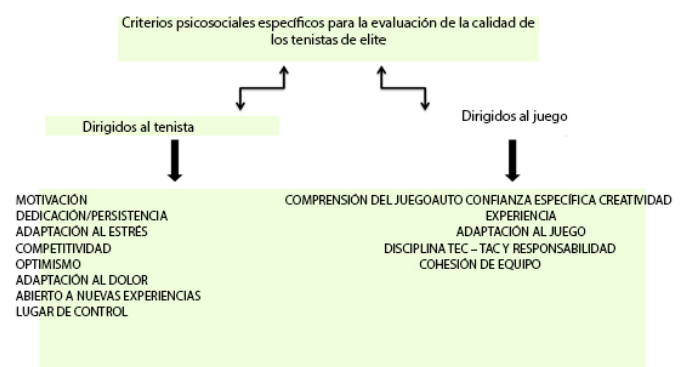 Criterios psicosociales específicos para la evaluación de la calidad de
los tenistas de elite
Dirigidos al tenista
Dirigidos al juego
MOTIVACIÓN
DEDICACIÓN/PERSISTENCIA
ADAPTACIÓN AL ESTRÉS
COMPETITIVIDAD
OPTIMISMO
ADAPTACIÓN AL DOLOR
ABIERTO A NUEVAS EXPERIENCIAS
LUGAR DE CONTROL
COMPRENSIÓN DEL JUEGOAUTO CONFIANZA ESPECÍFICA CREATIVIDAD
EXPERIENCIA
ADAPTACIÓN AL JUEGO
DISCIPLINA TEC – TAC Y RESPONSABILIDAD
COHESIÓN DE EQUIPO